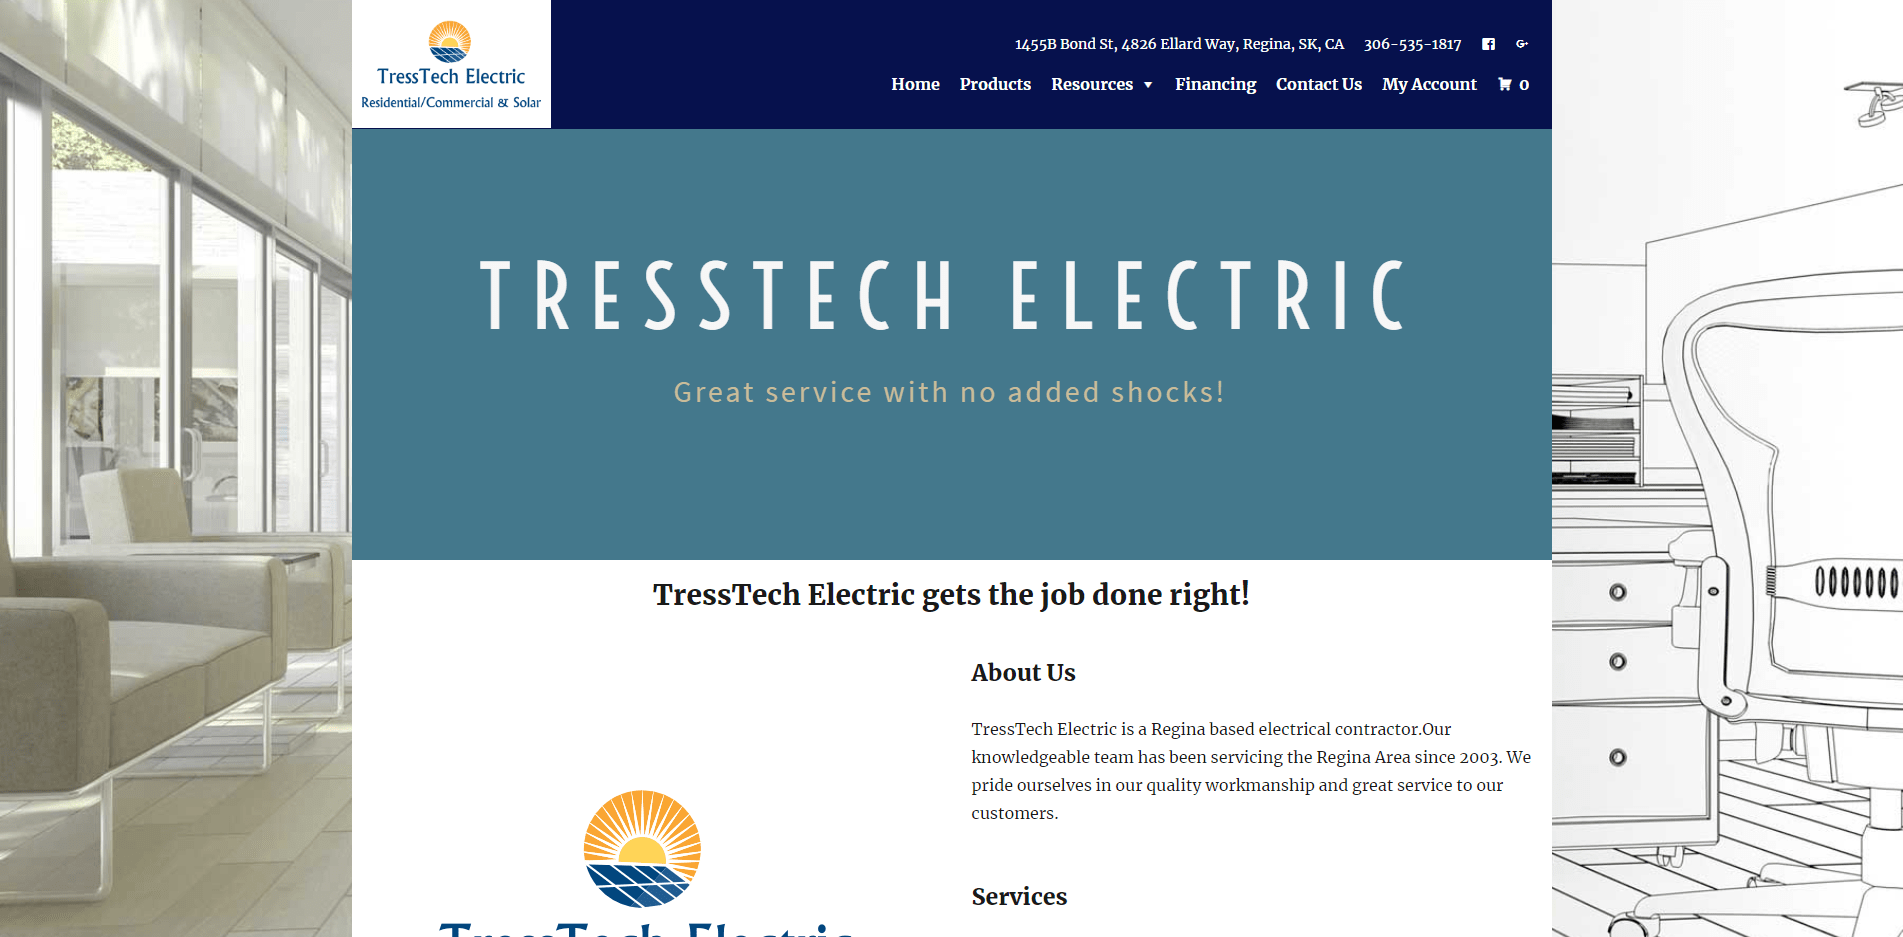 TressTech Electric
Residential/Commercial & Solar
1455B Bond St, 4826 Ellard Way, Regina, SK, CA 306-535-1817 G+
Home Products Resources Financing Contact Us My Account 0
TRESSTECH ELECTRIC
Great service with no added shocks!
TressTech Electric gets the job done right!
About Us
TressTech Electric is a Regina based electrical contractor.Our
knowledgeable team has been servicing the Regina Area since 2003. We
pride ourselves in our quality workmanship and great service to our
customers.
Services
TressTech Electric